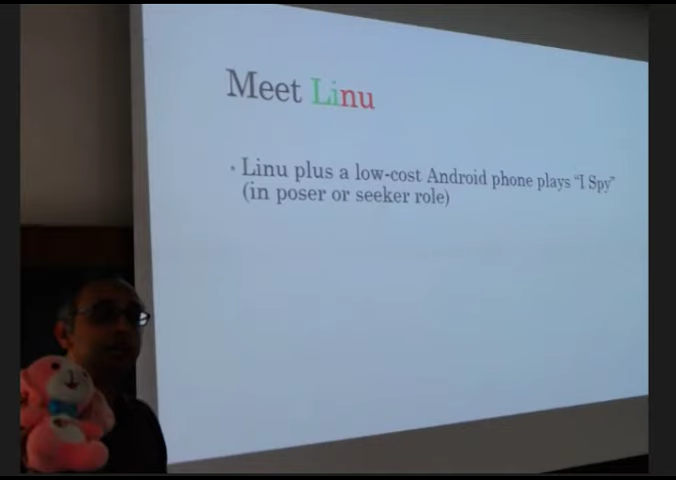 Meet Linu
• Linu plus a low-cost Android phone plays “I Spy”
(in poser or seeker role)